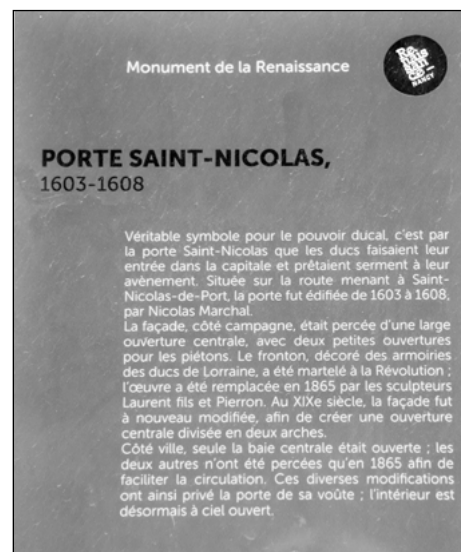 Monument de la Renaissance
Re
nais
san
ce
NANCY
PORTE SAINT-NICOLAS,
1603-1608
Véritable symbole pour le pouvoir ducal, c'est par
la porte Saint-Nicolas que les ducs faisaient leur
entrée dans la capitale et prêtaient serment à leur
avènement. Située sur la route menant à Saint-
Nicolas-de-Port, la porte fut édifiée de 1603 à 1608,
par Nicolas Marchal.
La façade, côté campagne, était percée d'une large
ouverture centrale, avec deux petites ouvertures
pour les piétons. Le fronton, décoré des armoiries
des ducs de Lorraine, a été martelé à la Révolution ;
l'œuvre a été remplacée en 1865 par les sculpteurs
Laurent fils et Pierron. Au XIXe siècle, la façade fut
à nouveau modifiée, afin de créer une ouverture
centrale divisée en deux arches.
Côté ville, seule la baie centrale était ouverte ; les
deux autres n'ont été percées qu'en 1865 afin de
faciliter la circulation. Ces diverses modifications
ont ainsi privé la porte de sa voûte ; l'intérieur est
désormais à ciel ouvert.